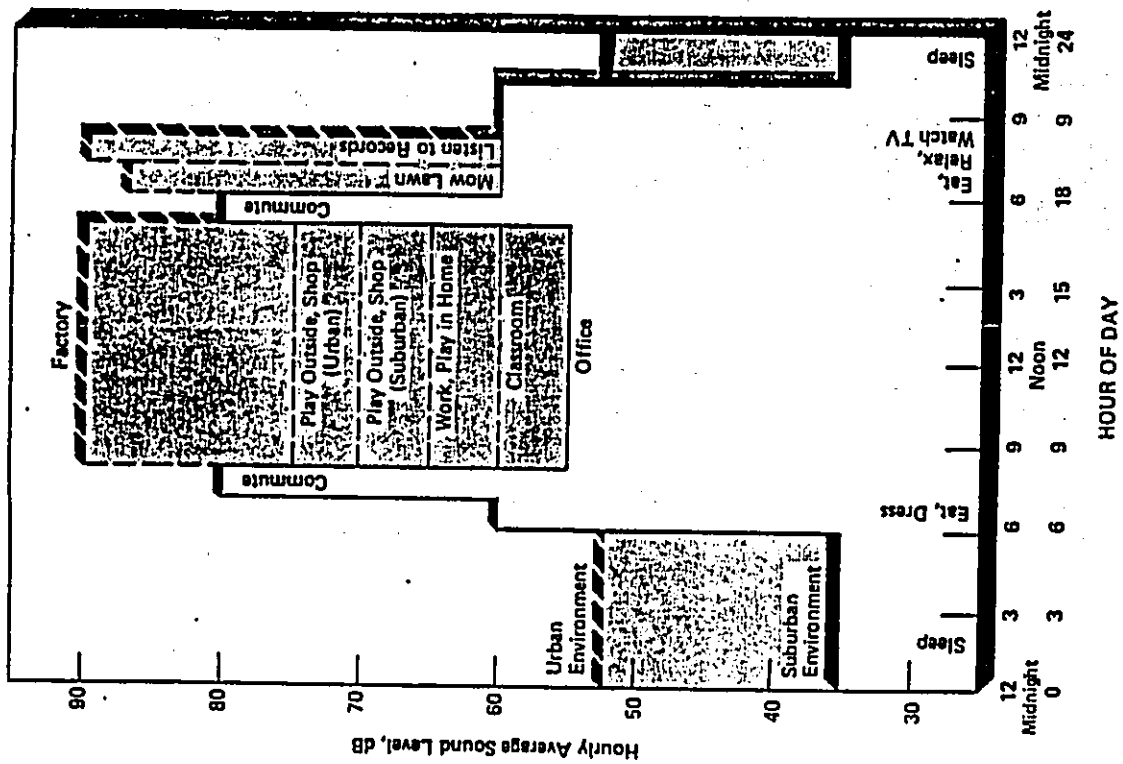 Hourly Average Sound Level, dB
90
80
70
60
50
40
30
Factory
Play Outside, Shop
(Urban)
Play Outside, Shop
(Suburban)
Work, Play in Home
Classroom
Office
Commute
Commute
Mow Lawn
Listen to Records
Urban
Environment
Suburban
Environment
Sleep
Eat, Dress
Eat,
Relax,
Watch TV
Sleep
12 3 6 9 12 3 6 9 12
Midnight Noon Midnight
0 3 6 9 12 15 18 9 24
HOUR OF DAY